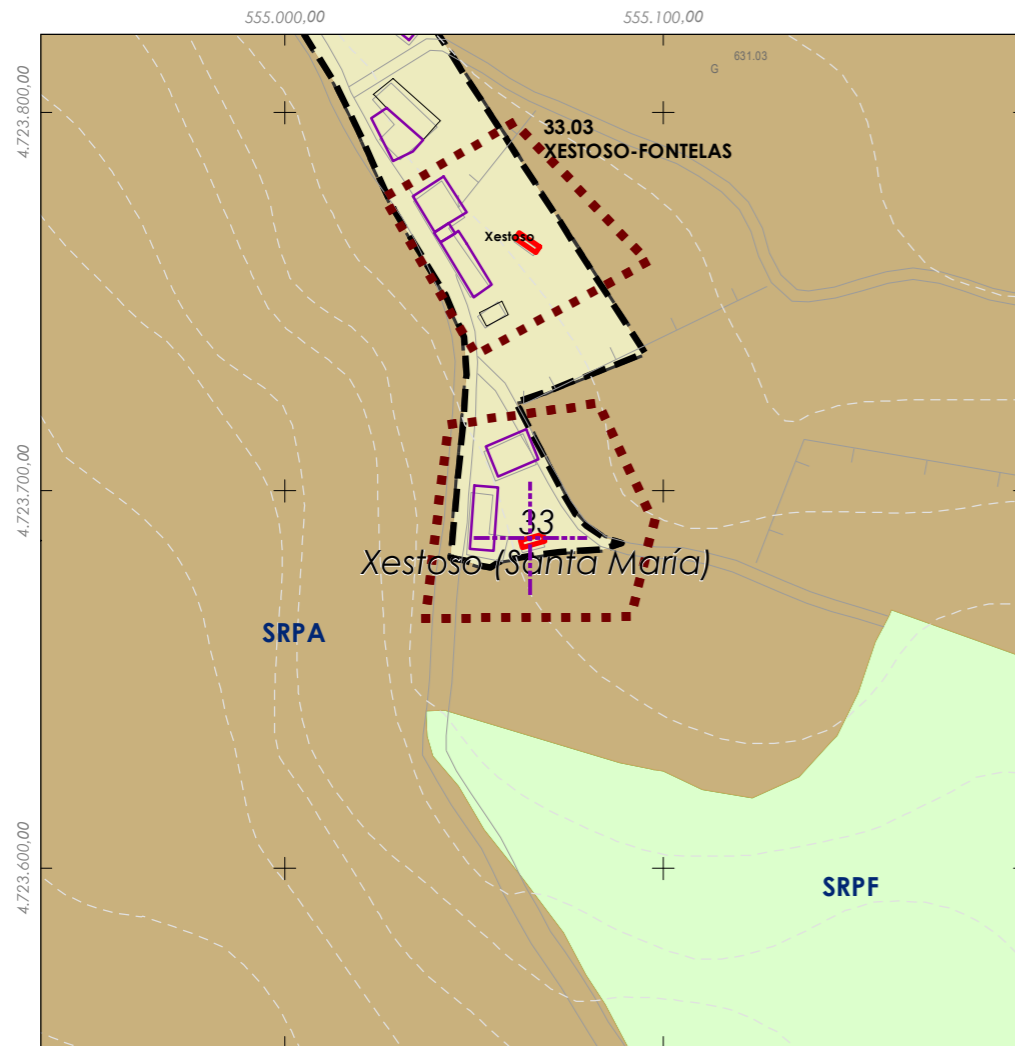 555.000,00
555.100,00
631.03
G
4.723.800,00
33.03
XESTOSO-FONTELAS
Xestoso
4.723.700,00
33
Xestoso (Santa María)
SRPA
4.723.600,00
SRPF